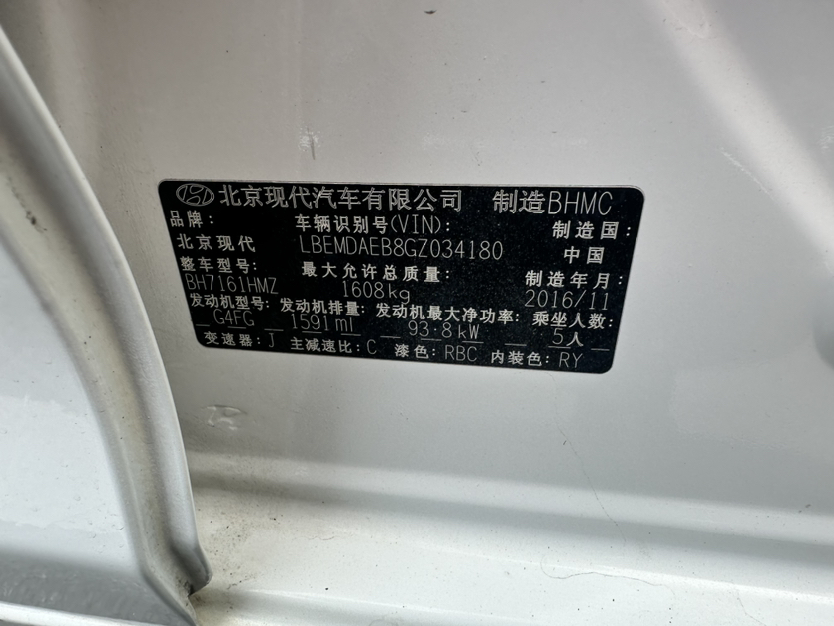 北京现代汽车有限公司 制造BHMC
品牌: 车辆识别号(VIN): 制造国:
北京现代 LBEMDAEB8GZ034180 中国
整车型号: 最大允许总质量: 制造年月:
BH7161HMZ 1608kg 2016/11
发动机型号: 发动机排量: 发动机最大净功率: 乘坐人数:
G4FG 1591ml 93.8kW 5人
变速器: J 主减速比: C 漆色: RBC 内装色: RY